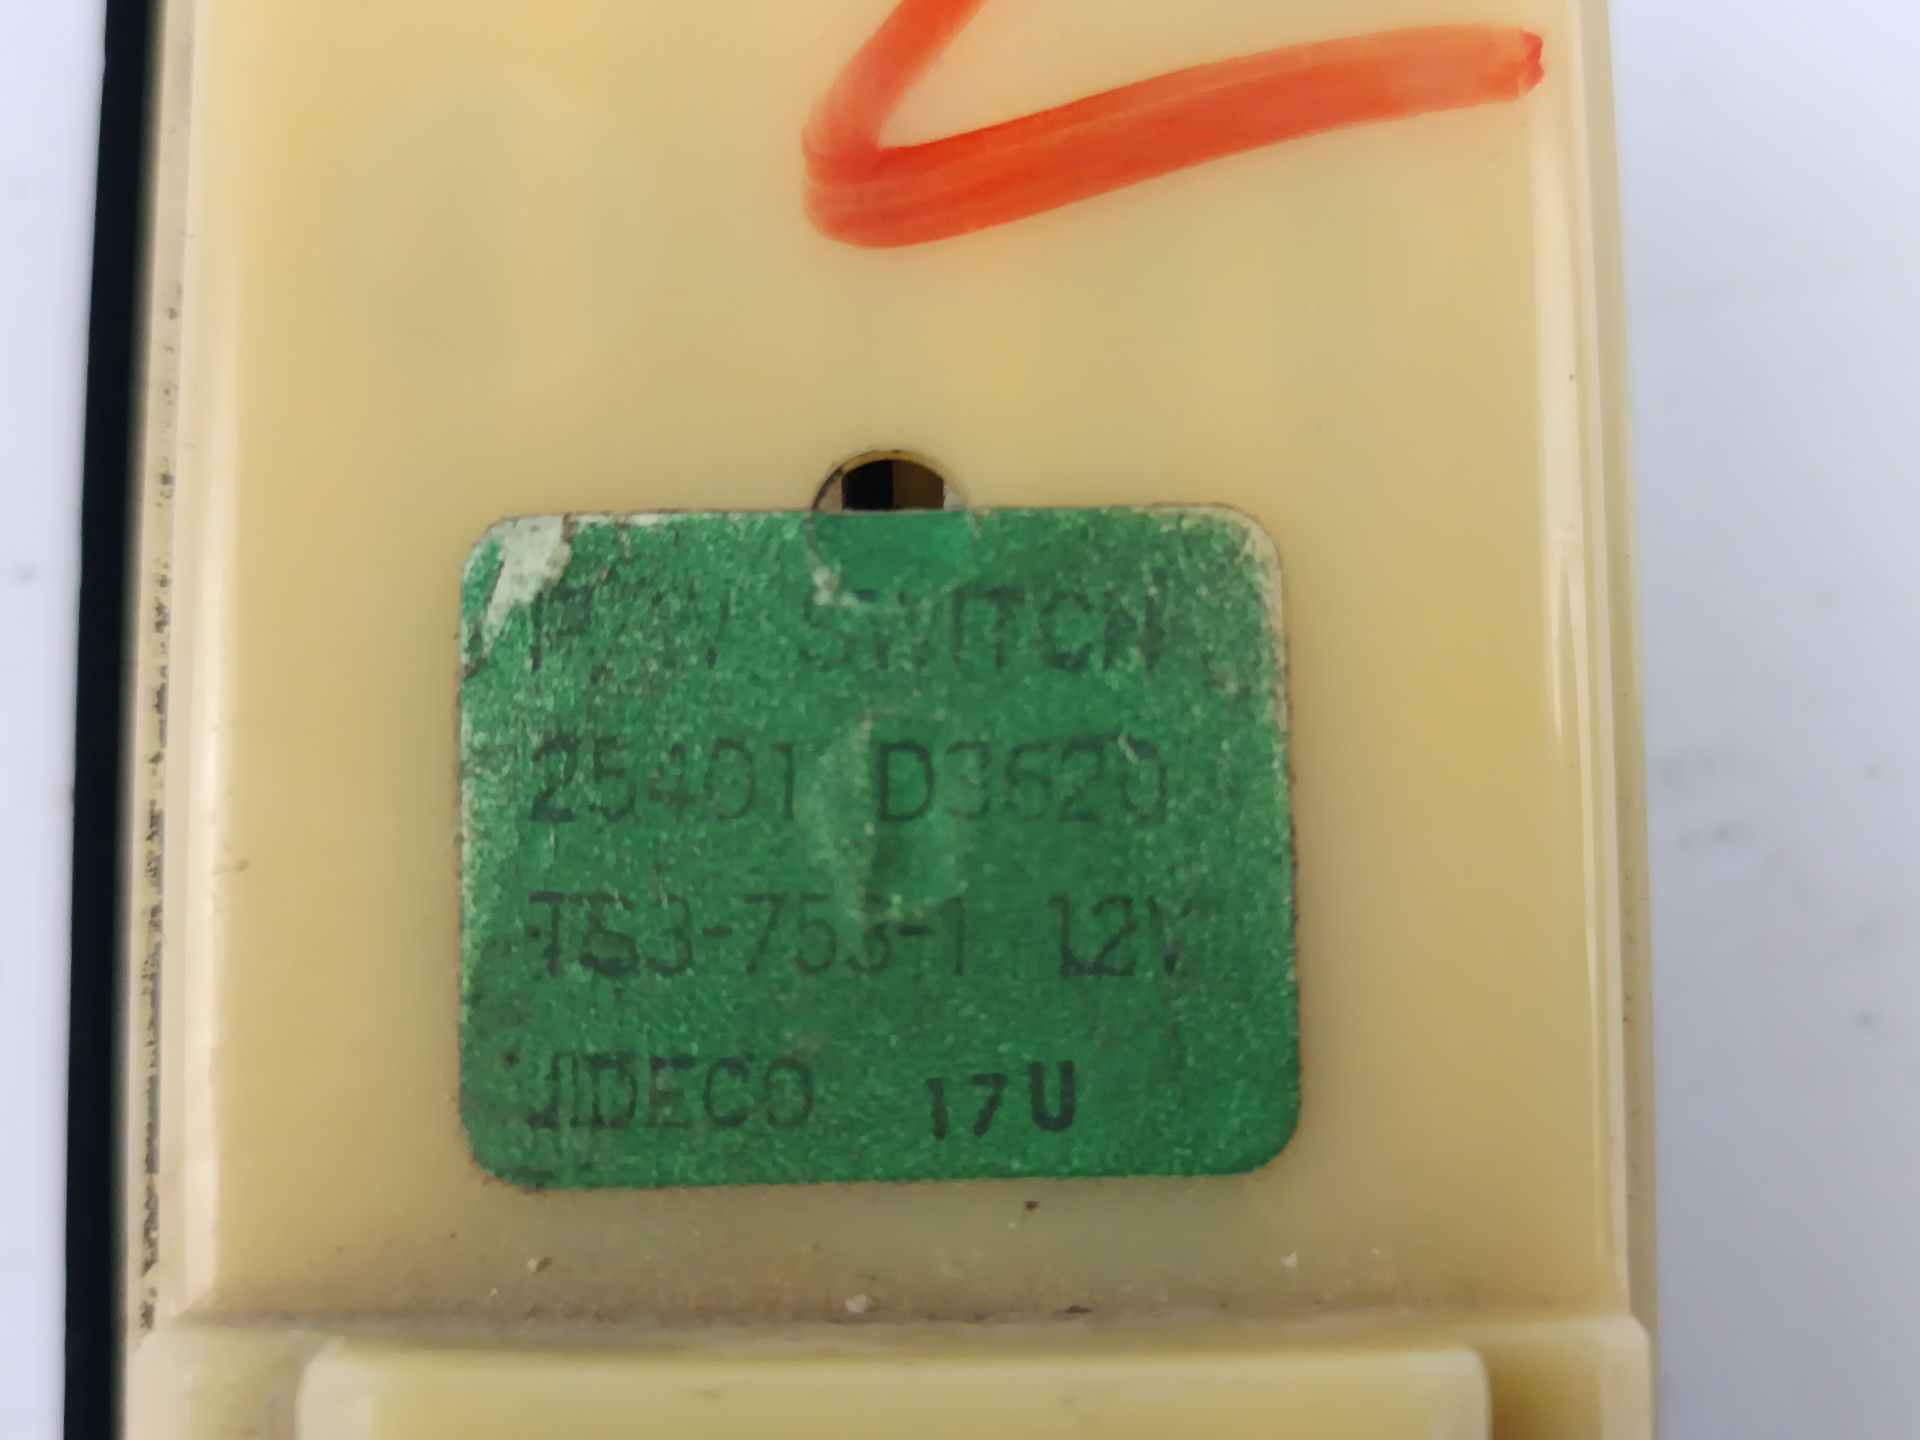 P/W SWITCH
25401 D3620
TS3-753-1 12V
JIDECO 17U